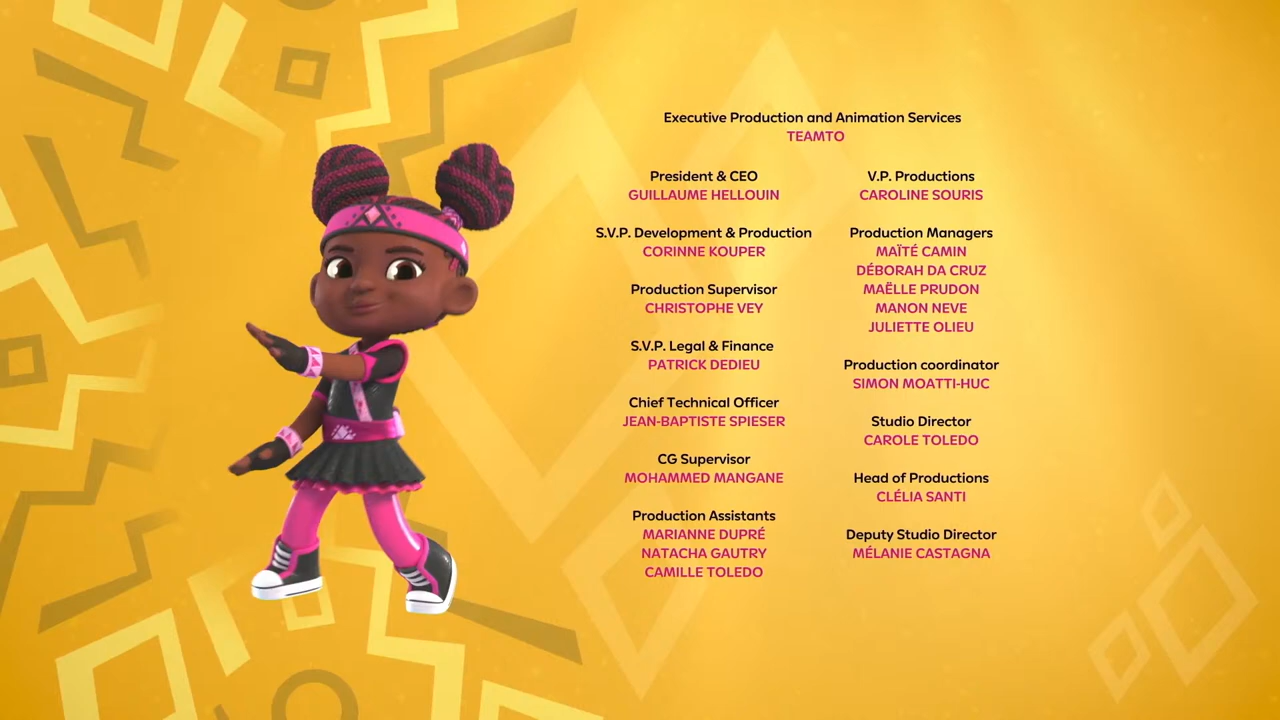 Executive Production and Animation Services
TEAMTO
President & CEO
GUILLAUME HELLOUIN
S.V.P. Development & Production
CORINNE KOUPER
Production Supervisor
CHRISTOPHE VEY
S.V.P. Legal & Finance
PATRICK DEDIEU
Chief Technical Officer
JEAN-BAPTISTE SPIESER
CG Supervisor
MOHAMMED MANGANE
Production Assistants
MARIANNE DUPRÉ
NATACHA GAUTRY
CAMILLE TOLEDO
V.P. Productions
CAROLINE SOURIS
Production Managers
MAÏTÉ CAMIN
DÉBORAH DA CRUZ
MAËLLE PRUDON
MANON NEVE
JULIETTE OLIEU
Production coordinator
SIMON MOATTI-HUC
Studio Director
CAROLE TOLEDO
Head of Productions
CLÉLIA SANTI
Deputy Studio Director
MÉLANIE CASTAGNA